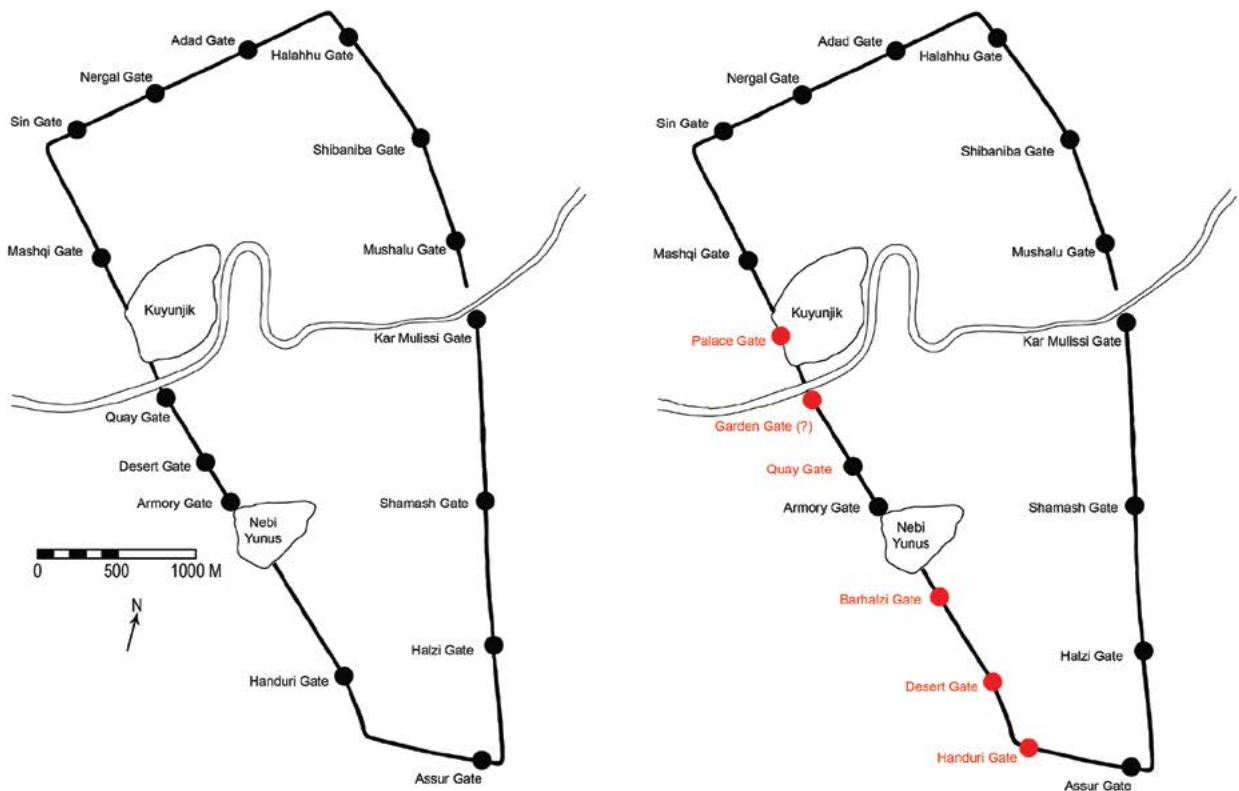 Adad Gate
Halahhu Gate
Nergal Gate
Sin Gate
Shibaniba Gate
Mashqi Gate
Mushalu Gate
Kuyunjik
Kar Mulissi Gate
Quay Gate
Desert Gate
Armory Gate
Shamash Gate
Nebi
Yunus
0 500 1000 M
N
Halzi Gate
Handuri Gate
Assur Gate
Adad Gate
Halahhu Gate
Nergal Gate
Sin Gate
Shibaniba Gate
Mashqi Gate
Mushalu Gate
Kuyunjik
Palace Gate
Kar Mulissi Gate
Garden Gate (?)
Quay Gate
Armory Gate
Shamash Gate
Nebi
Yunus
Barhalzi Gate
Halzi Gate
Desert Gate
Handuri Gate
Assur Gate